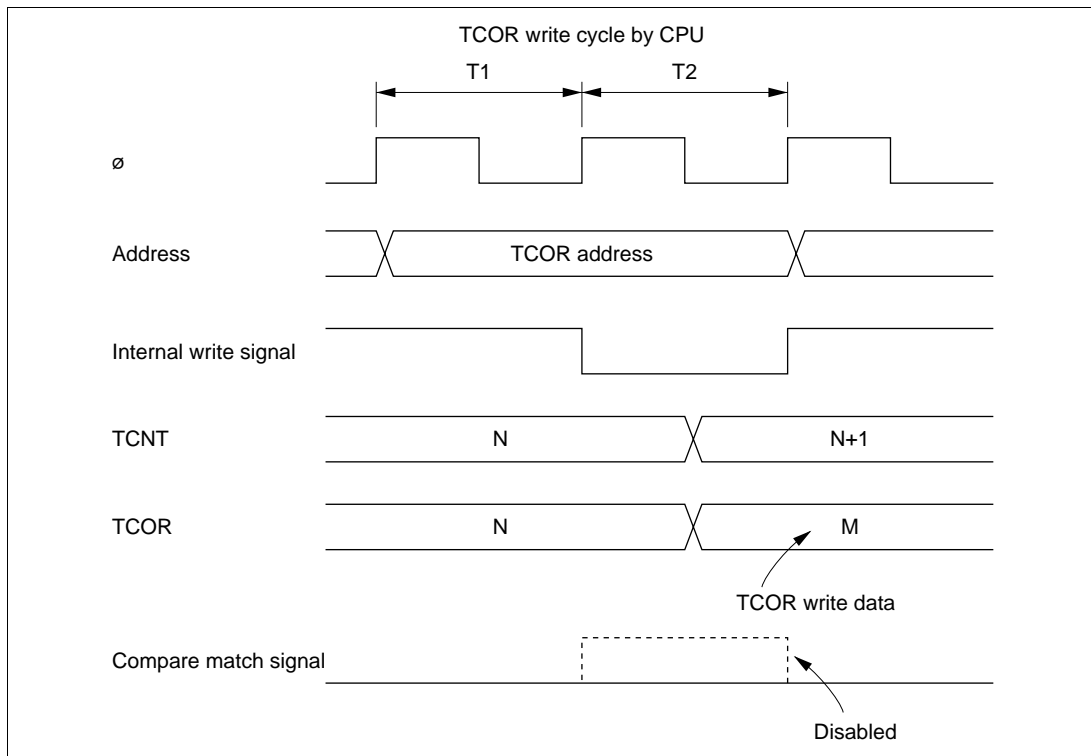 TCOR write cycle by CPU
T1 T2
ø
Address TCOR address
Internal write signal
TCNT N N+1
TCOR N M
TCOR write data
Compare match signal
Disabled